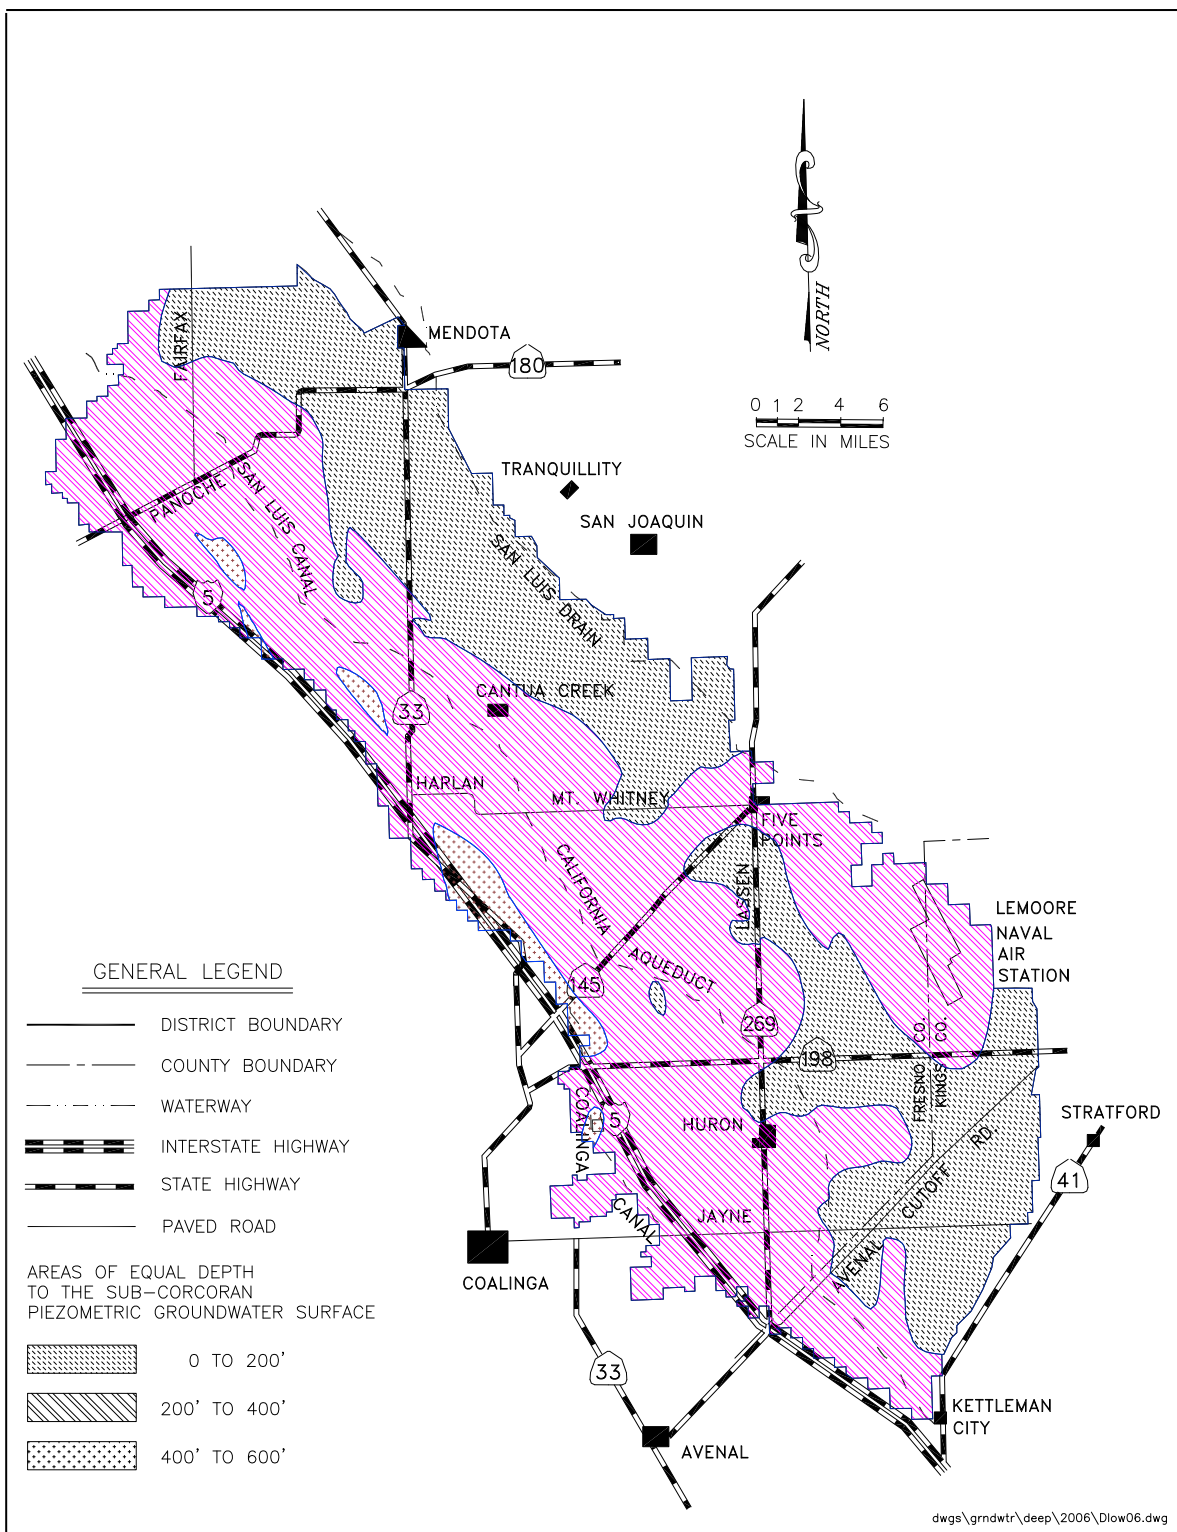 NORTH
MENDOTA
180
FAIRFAX
0 1 2 4 6
SCALE IN MILES
TRANQUILLITY
SAN JOAQUIN
PANOCHE
SAN LUIS CANAL
SAN LUIS DRAIN
5
CANTUA CREEK
33
HARLAN
MT. WHITNEY
FIVE
POINTS
LASSEN
CALIFORNIA
AQUEDUCT
145
269
198
LEMOORE
NAVAL
AIR
STATION
FRESNO CO.
KINGS CO.
STRATFORD
41
HURON
5
COALINGA
CANAL
JAYNE
AVENAL CUTOFF RD.
COALINGA
33
AVENAL
KETTLEMAN
CITY
GENERAL LEGEND
DISTRICT BOUNDARY
COUNTY BOUNDARY
WATERWAY
INTERSTATE HIGHWAY
STATE HIGHWAY
PAVED ROAD
AREAS OF EQUAL DEPTH
TO THE SUB-CORCORAN
PIEZOMETRIC GROUNDWATER SURFACE
0 TO 200'
200' TO 400'
400' TO 600'
dwgs\grndwtr\deep\2006\Dlow06.dwg